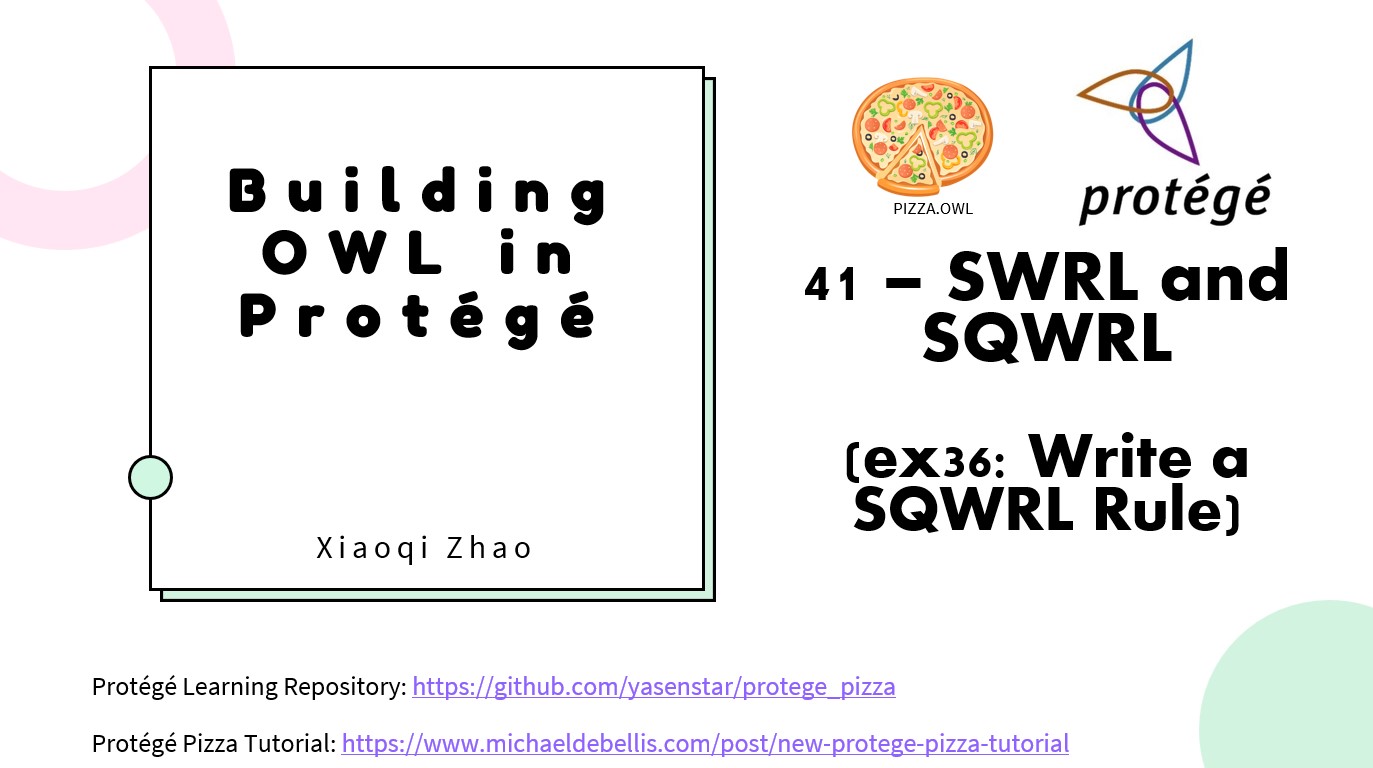 Building
OWL in
Protégé
Xiaoqi Zhao
PIZZA.OWL
protégé
41 – SWRL and
SQWRL
(ex36: Write a
SQWRL Rule)
Protégé Learning Repository: https://github.com/yasenstar/protege_pizza
Protégé Pizza Tutorial: https://www.michaeldebellis.com/post/new-protege-pizza-tutorial